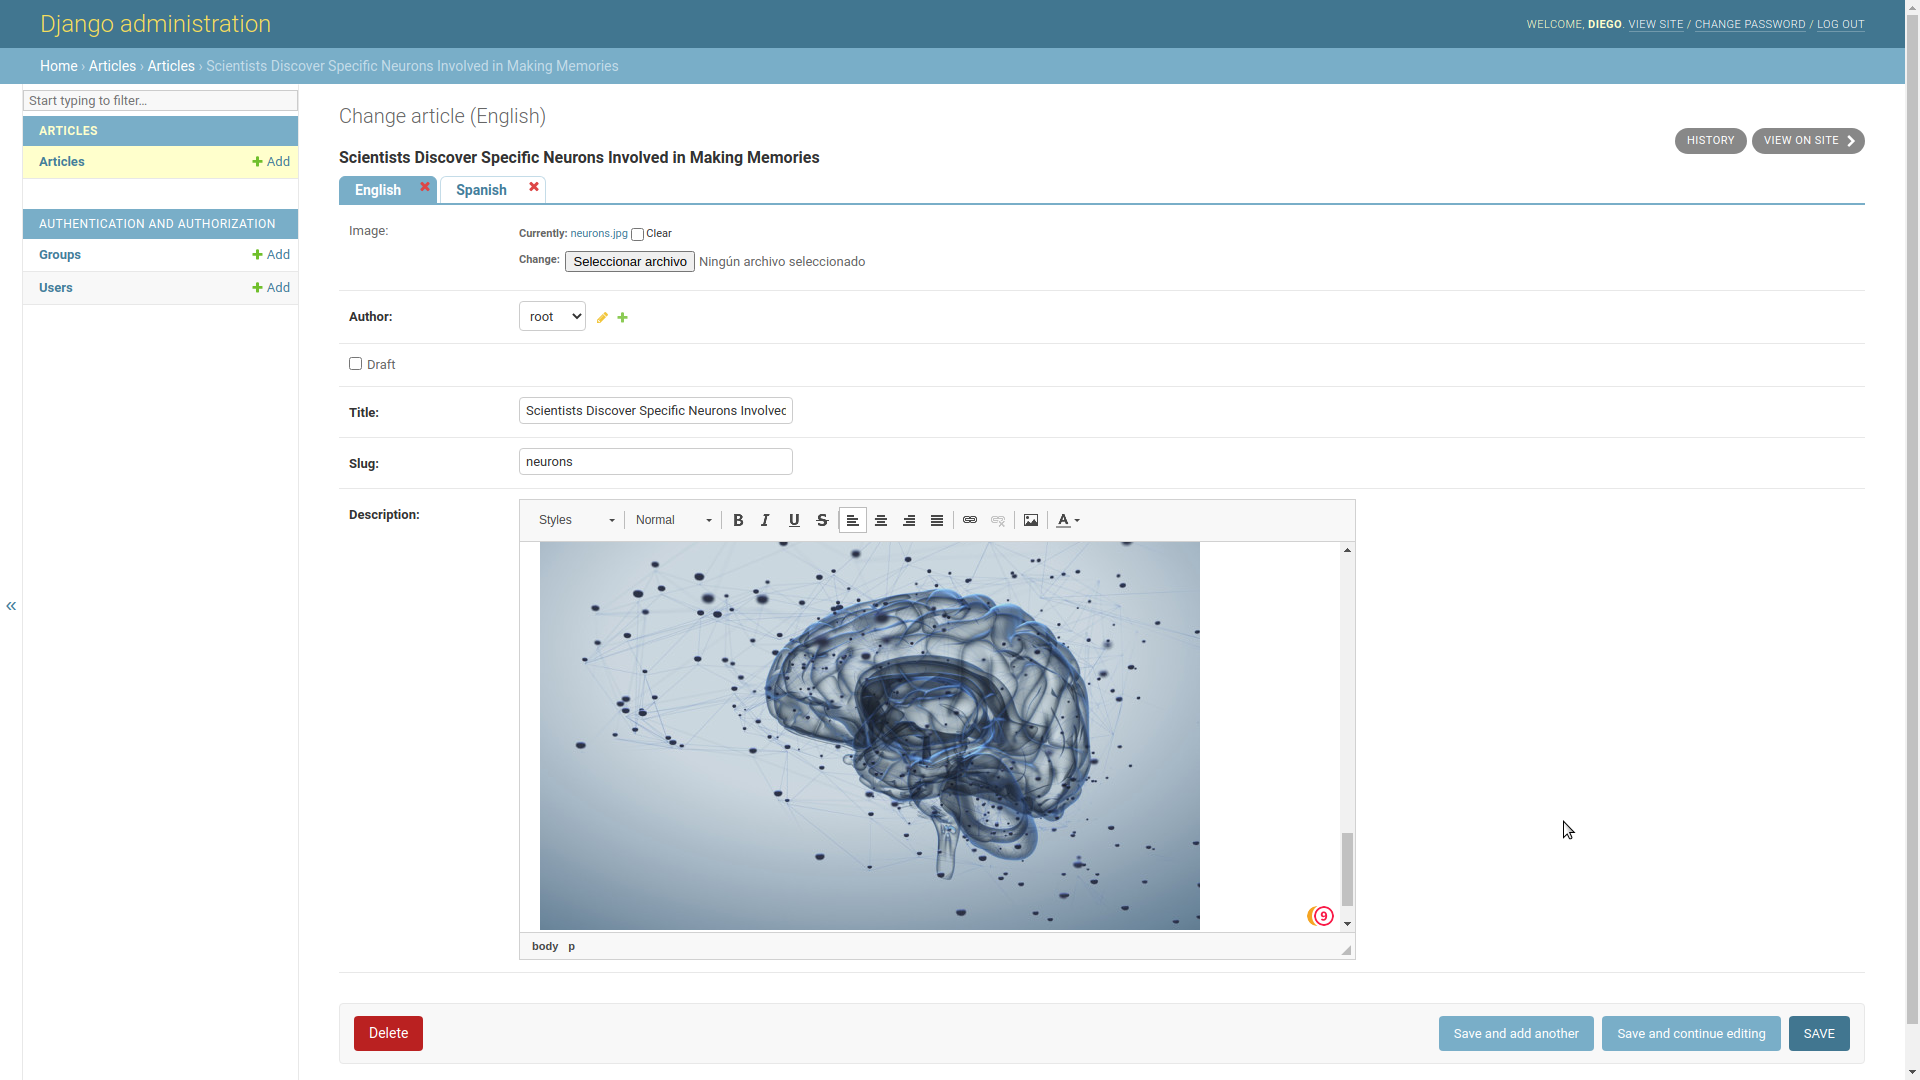 Django administration
WELCOME, DIEGO. VIEW SITE / CHANGE PASSWORD / LOG OUT
Home › Articles › Articles › Scientists Discover Specific Neurons Involved in Making Memories
Start typing to filter...
ARTICLES
Articles
Add
AUTHENTICATION AND AUTHORIZATION
Groups
Add
Users
Add
«
Change article (English)
HISTORY
VIEW ON SITE
Scientists Discover Specific Neurons Involved in Making Memories
English
Spanish
Image:
Currently: neurons.jpg Clear
Change: Seleccionar archivo Ningún archivo seleccionado
Author:
root
Draft
Title:
Scientists Discover Specific Neurons Involved
Slug:
neurons
Description:
Styles
Normal
B I U S
A
9
body p
Delete
Save and add another
Save and continue editing
SAVE